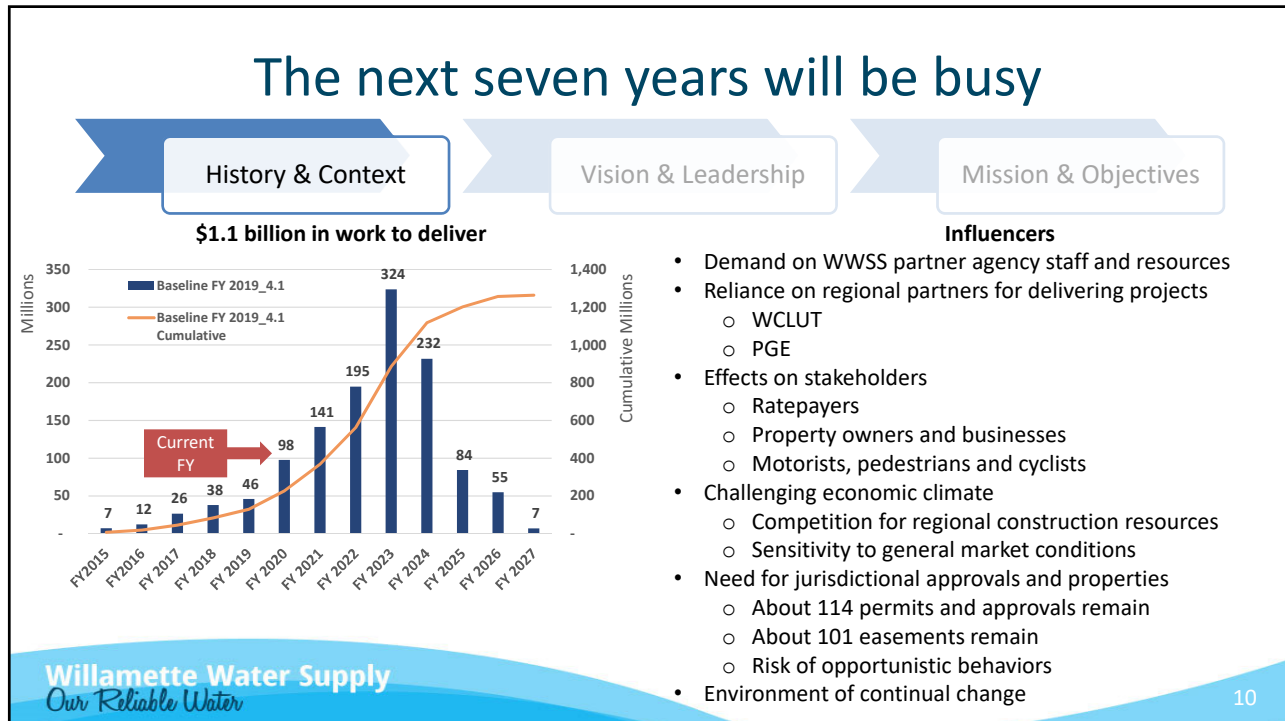 The next seven years will be busy
History & Context
Vision & Leadership
Mission & Objectives
$1.1 billion in work to deliver
Millions
350
300
250
200
150
100
50
-
Baseline FY 2019_4.1
Baseline FY 2019_4.1
Cumulative
Current
FY
7
12
26
38
46
98
141
195
324
232
84
55
7
1,400
1,200
1,000
800
600
400
200
-
Cumulative Millions
FY2015
FY2016
FY 2017
FY 2018
FY 2019
FY 2020
FY 2021
FY 2022
FY 2023
FY 2024
FY 2025
FY 2026
FY 2027
Influencers
• Demand on WWSS partner agency staff and resources
• Reliance on regional partners for delivering projects
o WCLUT
o PGE
• Effects on stakeholders
o Ratepayers
o Property owners and businesses
o Motorists, pedestrians and cyclists
• Challenging economic climate
o Competition for regional construction resources
o Sensitivity to general market conditions
• Need for jurisdictional approvals and properties
o About 114 permits and approvals remain
o About 101 easements remain
o Risk of opportunistic behaviors
• Environment of continual change
Willamette Water Supply
Our Reliable Water
10